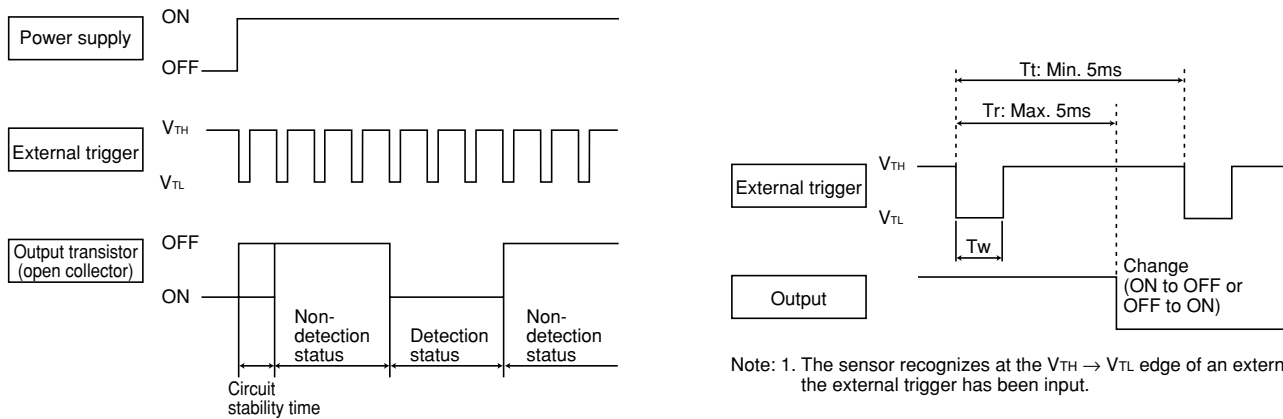 Power supply
ON
OFF
External trigger
VTH
VTL
Output transistor
(open collector)
OFF
ON
Non-
detection
status
Detection
status
Non-
detection
status
Circuit
stability time
Tt: Min. 5ms
Tr: Max. 5ms
External trigger
VTH
VTL
Tw
Output
Change
(ON to OFF or
OFF to ON)
Note: 1. The sensor recognizes at the VTH → VTL edge of an extern
the external trigger has been input.